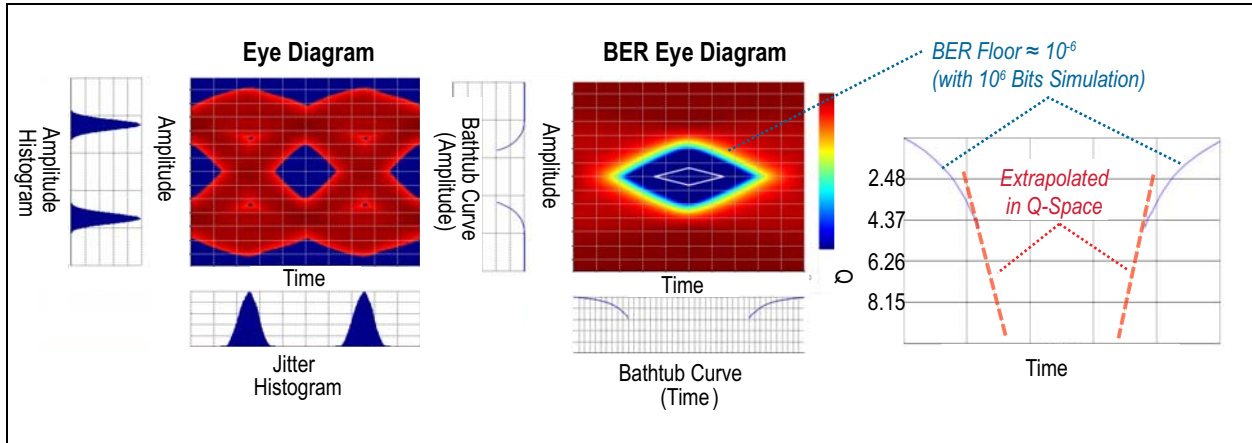 Eye Diagram
Amplitude
Histogram
Amplitude
Time
Jitter
Histogram
BER Eye Diagram
Bathtub Curve
(Amplitude)
Amplitude
Time
Bathtub Curve
(Time)
Q
BER Floor ≈ 10⁻⁶
(with 10⁶ Bits Simulation)
2.48
4.37
6.26
8.15
Extrapolated
in Q-Space
Time